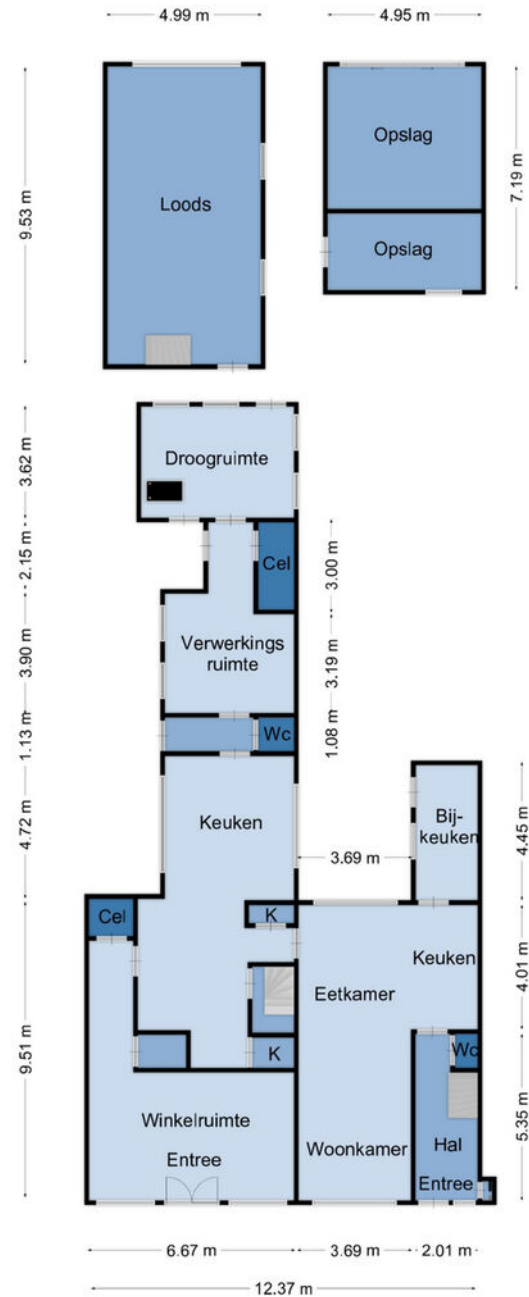 4.99 m
4.95 m
9.53 m
Loods
Opslag
Opslag
7.19 m
3.62 m
Droogruimte
2.15 m
Cel
3.00 m
3.90 m
Verwerkings
ruimte
3.19 m
1.13 m
Wc
1.08 m
4.72 m
Keuken
3.69 m
Bij-
keuken
4.45 m
Cel
K
Keuken
Eetkamer
4.01 m
9.51 m
K
Wc
Winkelruimte
Entree
Woonkamer
Hal
Entree
5.35 m
6.67 m
3.69 m
2.01 m
12.37 m